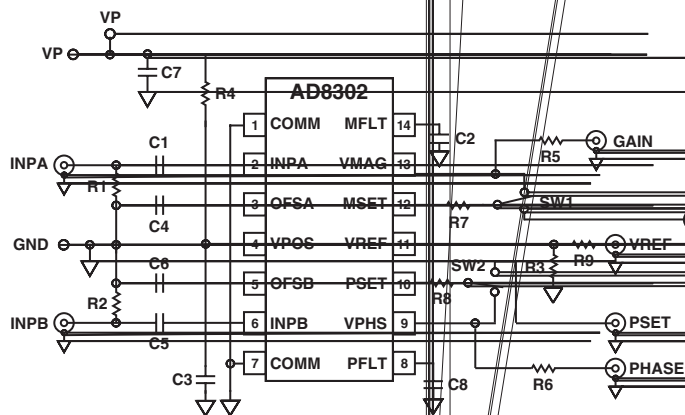 VP
VP
C7
R4
AD8302
1 COMM MFLT 14
C2
GAIN
R5
C1
INPA
2 INPA VMAG 13
R1
3 OFSA MSET 12
SW1
C4
R7
GND
4 VPOS VREF 11
VREF
R9
C6
SW2
R3
5 OFSB PSET 10
R8
R2
INPB
6 INPB VPHS 9
PSET
C5
7 COMM PFLT 8
PHASE
C3
C8
R6